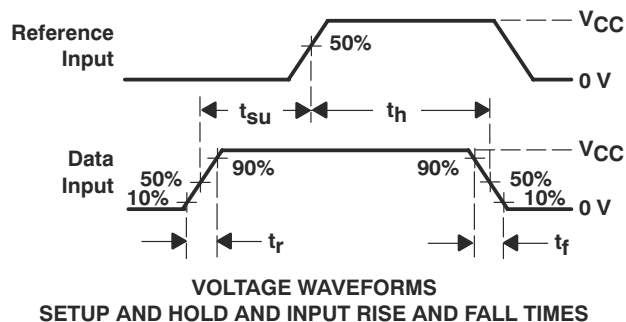 Reference
Input
50%
VCC
0 V
tsu
th
Data
Input
50%
10%
90%
90%
VCC
50%
10%
0 V
tr
tf
VOLTAGE WAVEFORMS
SETUP AND HOLD AND INPUT RISE AND FALL TIMES